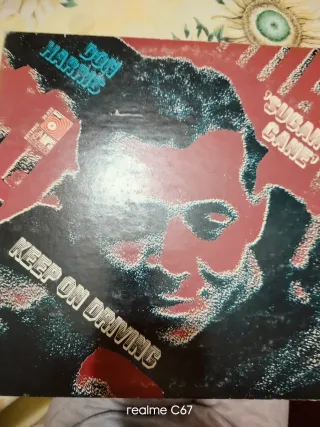 DON
HARRIS
'SUGAR
CANE'
KEEP ON DRIVING
realme C67